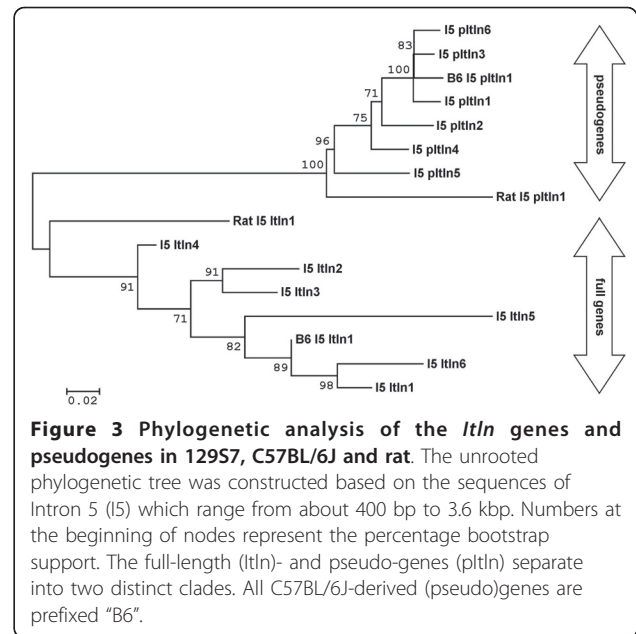 I5 pItln6
83
I5 pItln3
100
B6 I5 pItln1
71
I5 pItln1
75
I5 pItln2
96
I5 pItln4
100
I5 pItln5
Rat I5 pItln1
pseudogenes
Rat I5 Itln1
I5 Itln4
91
91
I5 Itln2
I5 Itln3
71
I5 Itln5
82
B6 I5 Itln1
89
I5 Itln6
98
I5 Itln1
full genes
0.02
Figure 3 Phylogenetic analysis of the Itln genes and
pseudogenes in 129S7, C57BL/6J and rat. The unrooted
phylogenetic tree was constructed based on the sequences of
Intron 5 (I5) which range from about 400 bp to 3.6 kbp. Numbers at
the beginning of nodes represent the percentage bootstrap
support. The full-length (Itln)- and pseudo-genes (pItln) separate
into two distinct clades. All C57BL/6J-derived (pseudo)genes are
prefixed "B6".